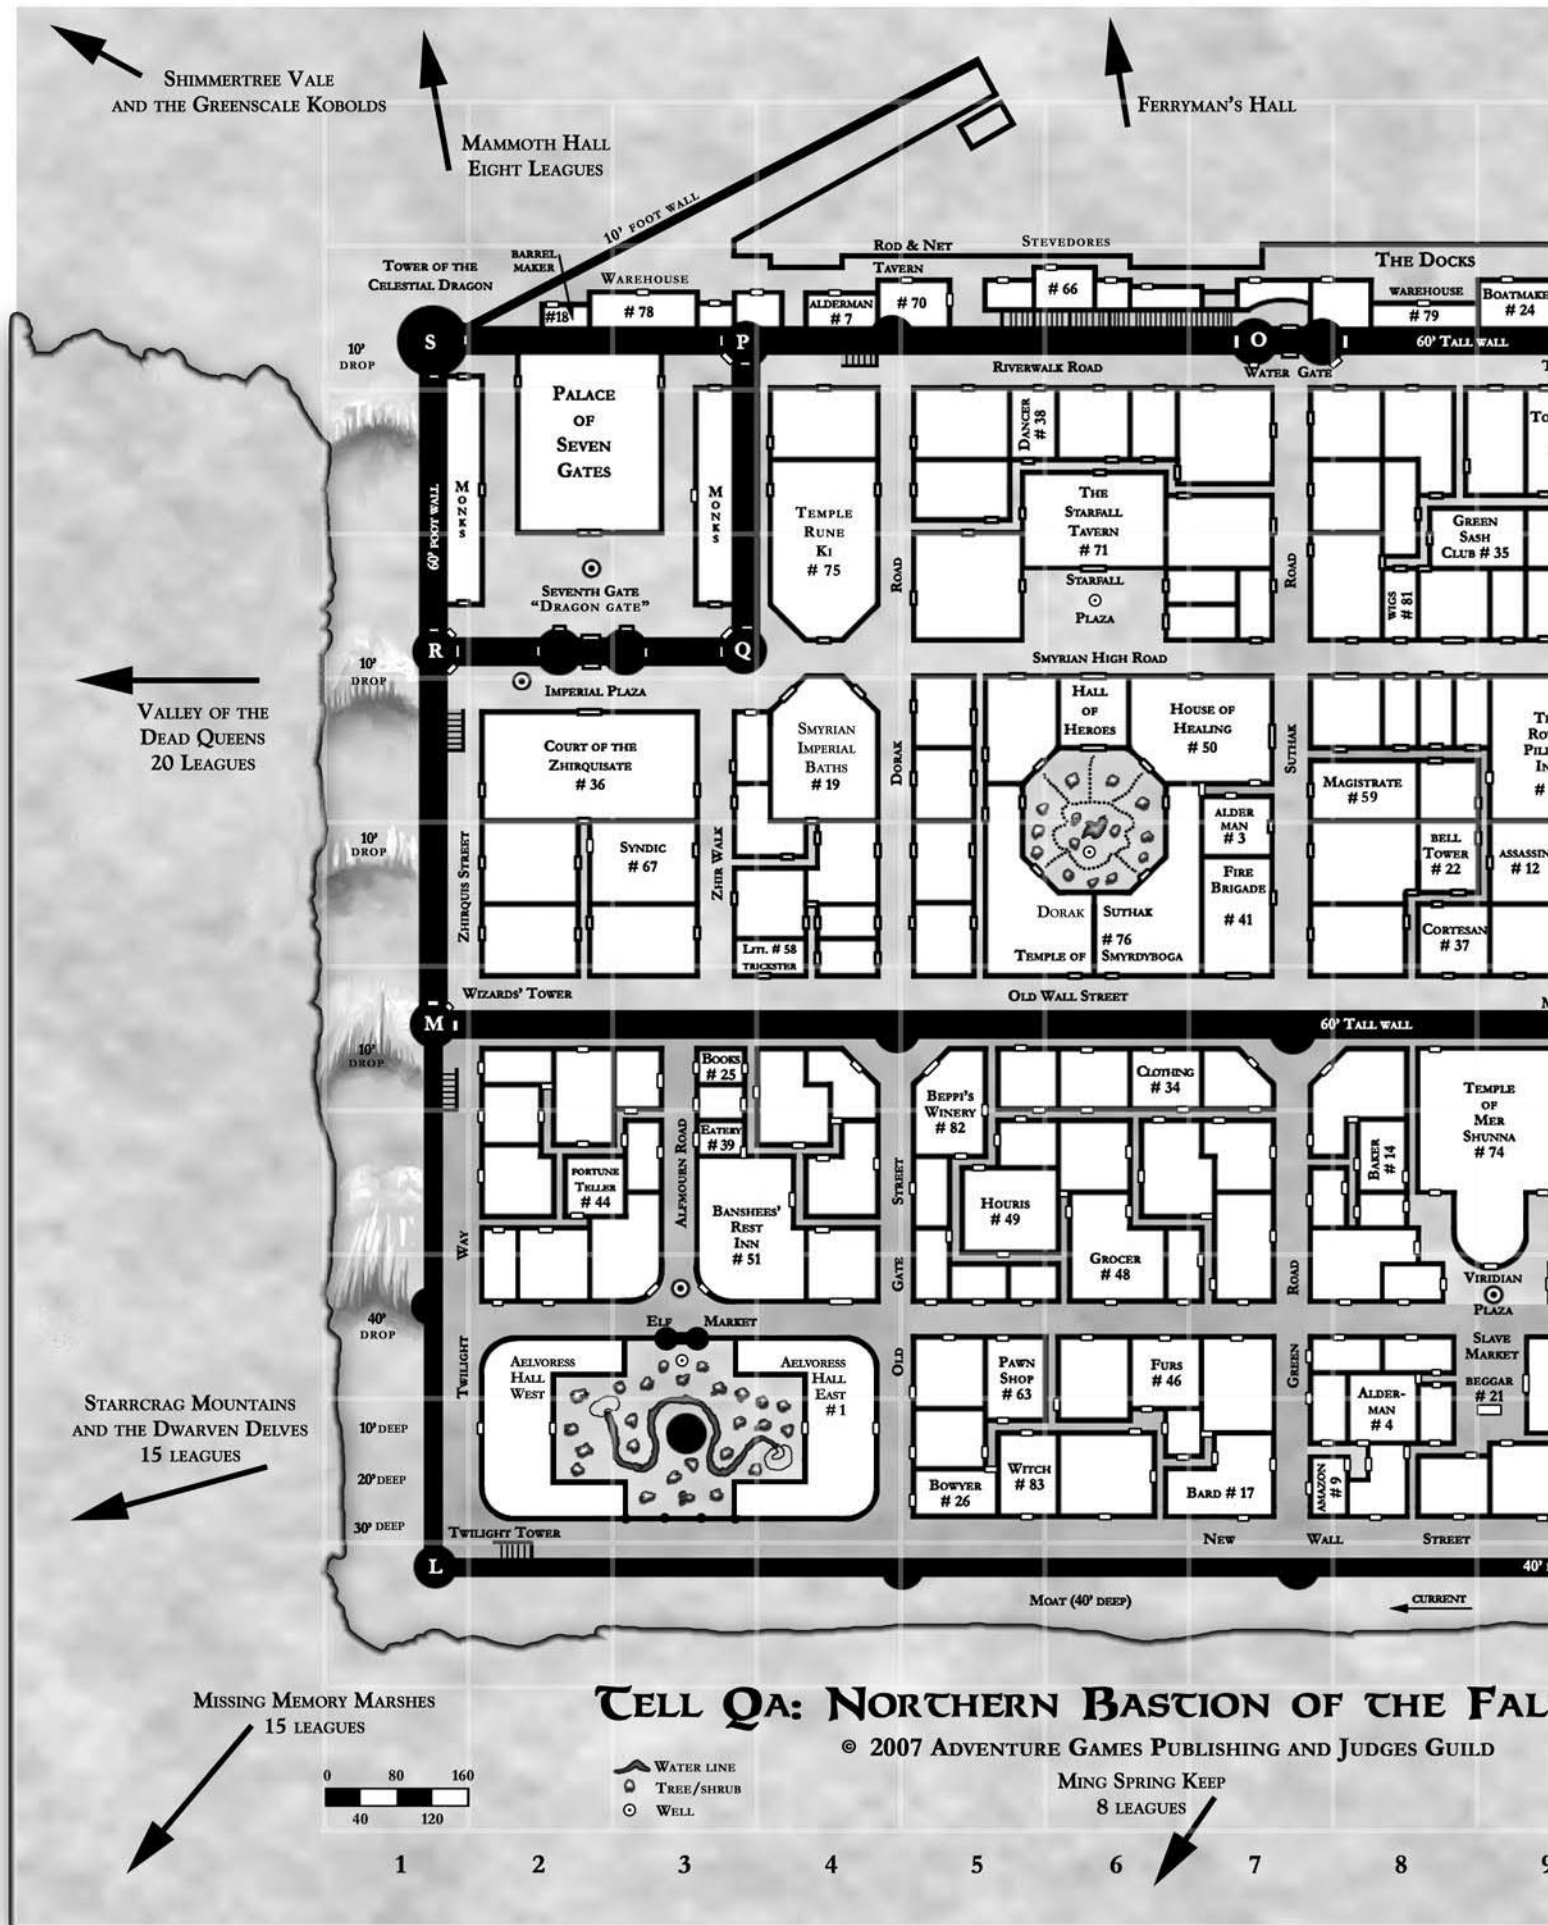 Shimmertree Vale
and the Greenscale Kobolds
Mammoth Hall
Eight Leagues
Ferryman's Hall
10' foot wall
Tower of the
Celestial Dragon
Barrel
Maker
#18
Warehouse
# 78
Alderman
# 7
Rod & Net
Tavern
# 70
Stevedores
# 66
The Docks
warehouse
# 79
# 24
S
P
O
60' Tall wall
10'
drop
Riverwalk Road
Water Gate
Palace
of
Seven
Gates
Monks
Monks
60' foot wall
Seventh Gate
"Dragon gate"
Temple
Rune
Ki
# 75
Road
Dancer
# 38
The
Starfall
Tavern
# 71
Starfall
Plaza
Road
Green
Sash
Club # 35
Wigs
# 81
R
Q
10'
drop
Smyrian High Road
Imperial Plaza
Valley of the
Dead Queens
20 Leagues
Court of the
Zhirquisate
# 36
Smyrian
Imperial
Baths
# 19
Dorak
Hall
of
Heroes
House of
Healing
# 50
Suthak
Magistrate
# 59
10'
drop
Zhirquis Street
Syndic
# 67
Zhir Walk
Alder
man
# 3
Fire
Brigade
# 41
Bell
Tower
# 22
# 12
Dorak
Suthak
# 76
Temple of
Smyrdyboga
Cortesan
# 37
Liti. # 58
trickster
Wizards' Tower
Old Wall Street
M
60' Tall wall
10'
drop
Books
# 25
Eatery
# 39
Alfmourn Road
Fortune
Teller
# 44
Banshees'
Rest
Inn
# 51
Beppi's
Winery
# 82
Clothing
# 34
Houris
# 49
Grocer
# 48
Baker
# 14
Temple
of
Mer
Shunna
# 74
Street
Gate
Old
Way
Twilight
Road
Green
Viridian
Plaza
40'
drop
Elf
Market
Slave
Market
Beggar
# 21
Aelvoress
Hall
West
Aelvoress
Hall
East
# 1
Pawn
Shop
# 63
Furs
# 46
Alder-
man
# 4
Starrcrag Mountains
and the Dwarven Delves
15 leagues
10' deep
20' deep
30' deep
Bowyer
# 26
Witch
# 83
Bard # 17
Amazon
# 9
Twilight Tower
New
Wall
Street
L
40'
Moat (40' deep)
current
Missing Memory Marshes
15 leagues
Tell Qa: Northern Bastion of the Fal
© 2007 Adventure Games Publishing and Judges Guild
Ming Spring Keep
8 leagues
0 80 160
40 120
Water line
Tree/shrub
Well
1 2 3 4 5 6 7 8